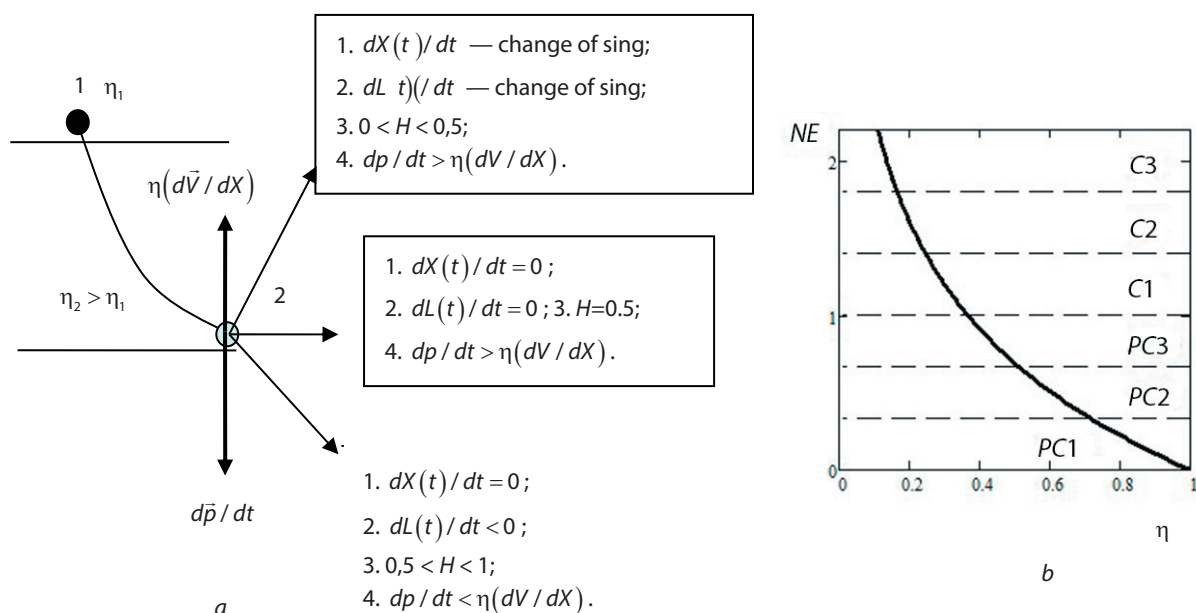 1. dX(t)/dt — change of sing;
2. dL t)(/dt — change of sing;
3. 0 < H < 0,5;
4. dp/dt > η(dV/dX).
1 η₁
η(dV⃗/dX)
η₂ > η₁
2
1. dX(t)/dt = 0;
2. dL(t)/dt = 0; 3. H=0.5;
4. dp/dt > η(dV/dX).
dp⃗/dt
1. dX(t)/dt = 0;
2. dL(t)/dt < 0;
3. 0,5 < H < 1;
4. dp/dt < η(dV/dX).
a
NE
2
1
0
C3
C2
C1
PC3
PC2
PC1
0 0.2 0.4 0.6 0.8 1
η
b